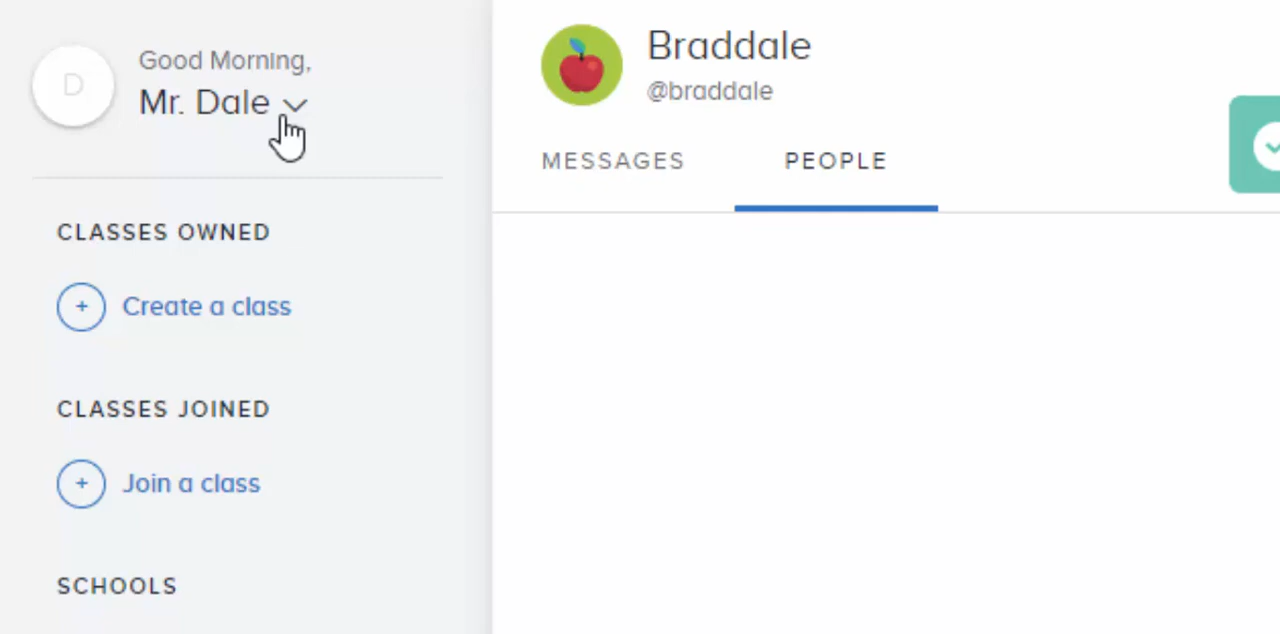 D
Good Morning,
Mr. Dale
CLASSES OWNED
+ Create a class
CLASSES JOINED
+ Join a class
SCHOOLS
Braddale
@braddale
MESSAGES PEOPLE